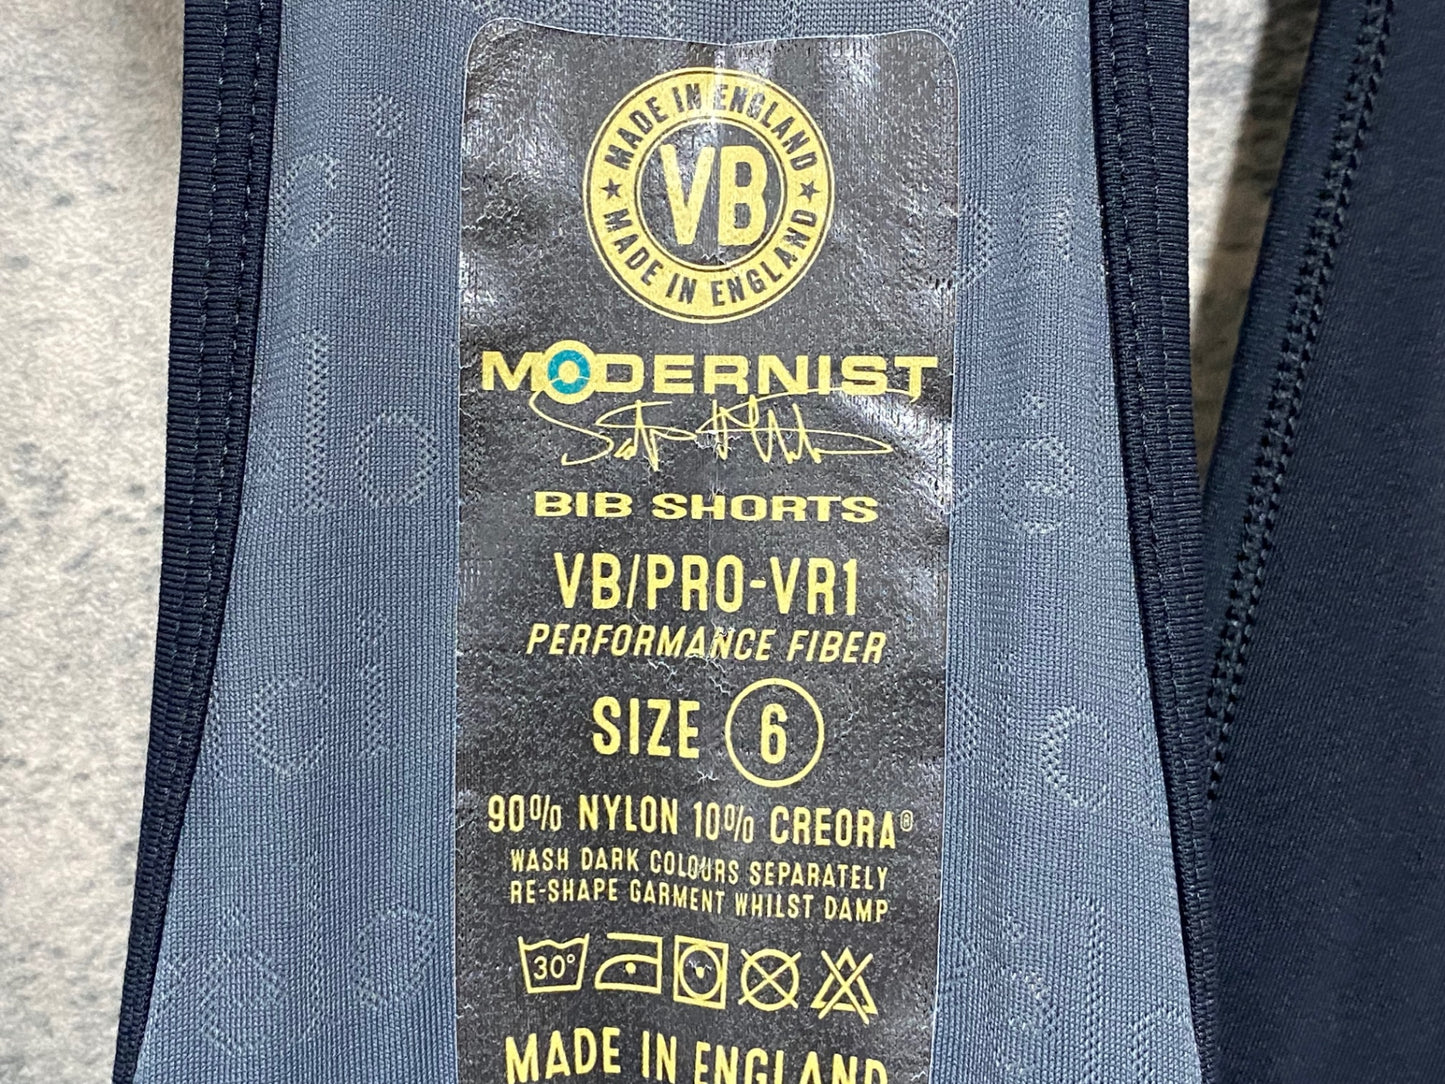 MADE IN ENGLAND
VB
MADE IN ENGLAND
MODERNIST
BIB SHORTS
VB/PRO-VR1
PERFORMANCE FIBER
SIZE 6
90% NYLON 10% CREORA®
WASH DARK COLOURS SEPARATELY
RE-SHAPE GARMENT WHILST DAMP
30°
MADE IN ENGLAND